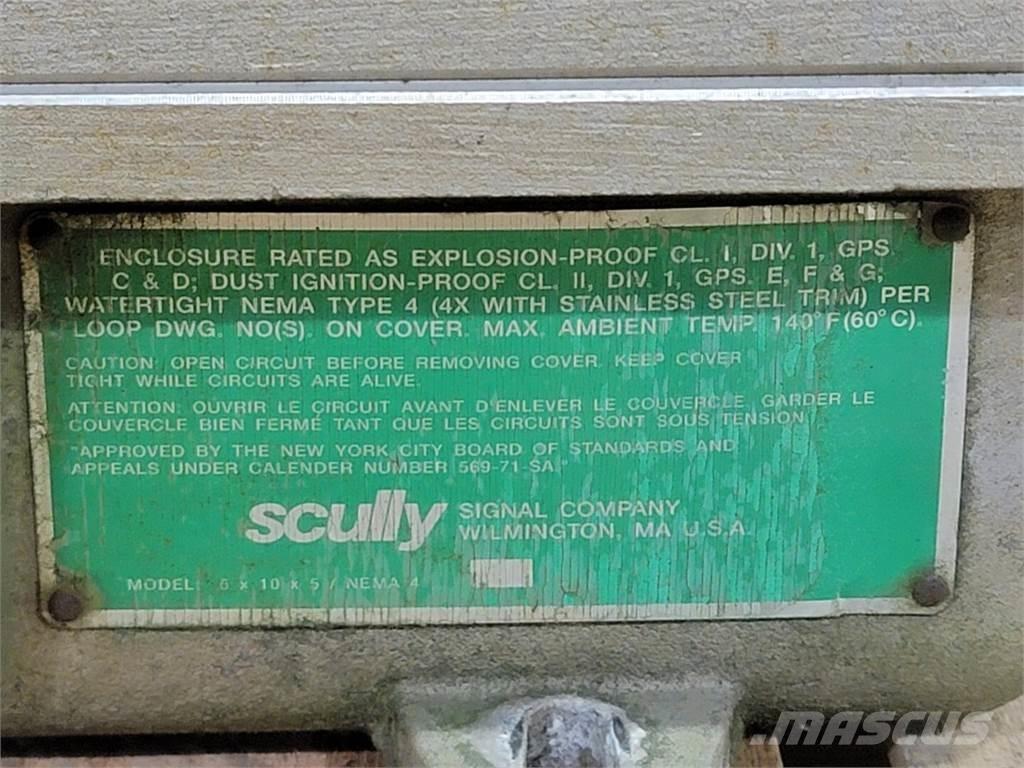 ENCLOSURE RATED AS EXPLOSION-PROOF CL. I, DIV. 1, GPS.
C & D; DUST IGNITION-PROOF CL. II, DIV. 1, GPS. E, F & G;
WATERTIGHT NEMA TYPE 4 (4X WITH STAINLESS STEEL TRIM) PER
LOOP DWG. NO(S). ON COVER. MAX. AMBIENT TEMP. 140°F(60°C).
CAUTION: OPEN CIRCUIT BEFORE REMOVING COVER. KEEP COVER
TIGHT WHILE CIRCUITS ARE ALIVE.
ATTENTION: OUVRIR LE CIRCUIT AVANT D'ENLEVER LE COUVERCLE. GARDER LE
COUVERCLE BIEN FERMÉ TANT QUE LES CIRCUITS SONT SOUS TENSION
"APPROVED BY THE NEW YORK CITY BOARD OF STANDARDS AND
APPEALS UNDER CALENDER NUMBER 569-71-SA."
scully SIGNAL COMPANY
WILMINGTON, MA U.S.A.
MODEL: 6 x 10 x 5 / NEMA 4
MASCUS